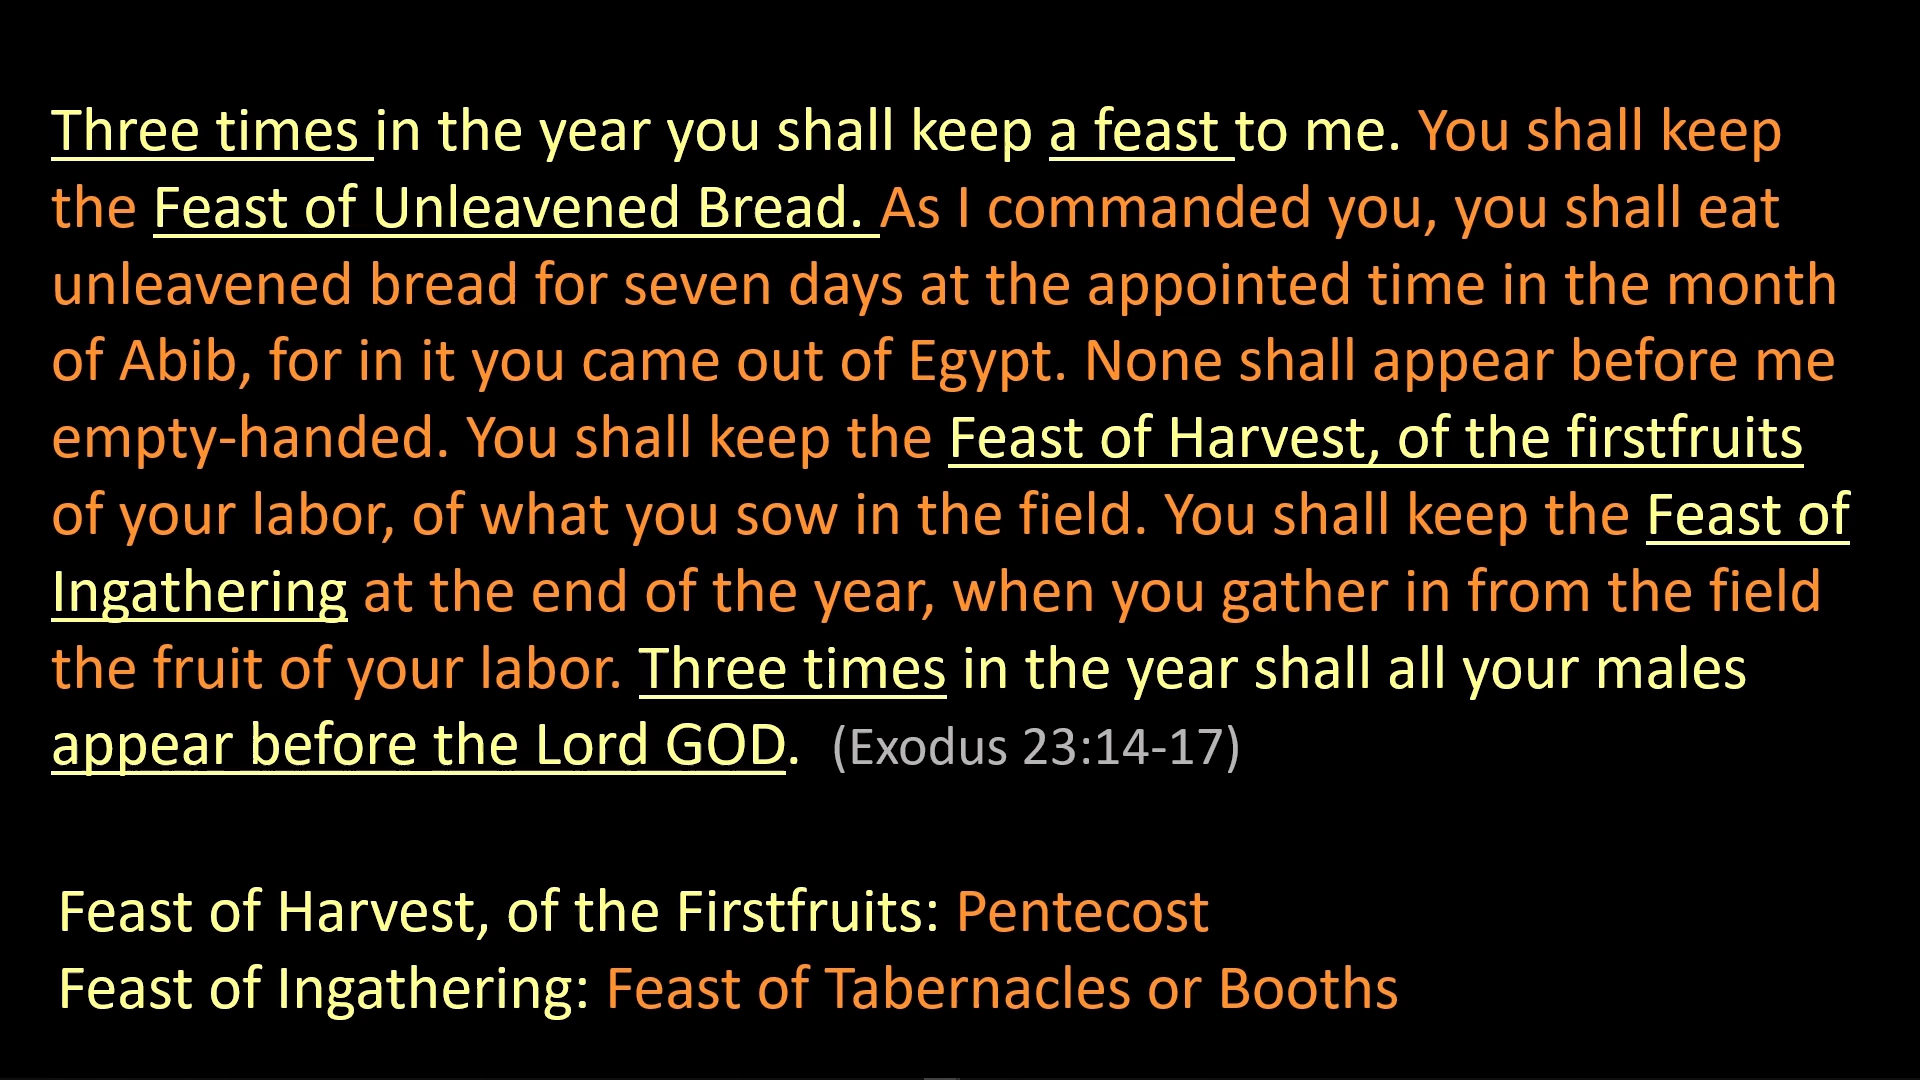 Three times in the year you shall keep a feast to me. You shall keep
the Feast of Unleavened Bread. As I commanded you, you shall eat
unleavened bread for seven days at the appointed time in the month
of Abib, for in it you came out of Egypt. None shall appear before me
empty-handed. You shall keep the Feast of Harvest, of the firstfruits
of your labor, of what you sow in the field. You shall keep the Feast of
Ingathering at the end of the year, when you gather in from the field
the fruit of your labor. Three times in the year shall all your males
appear before the Lord GOD. (Exodus 23:14-17)
Feast of Harvest, of the Firstfruits: Pentecost
Feast of Ingathering: Feast of Tabernacles or Booths